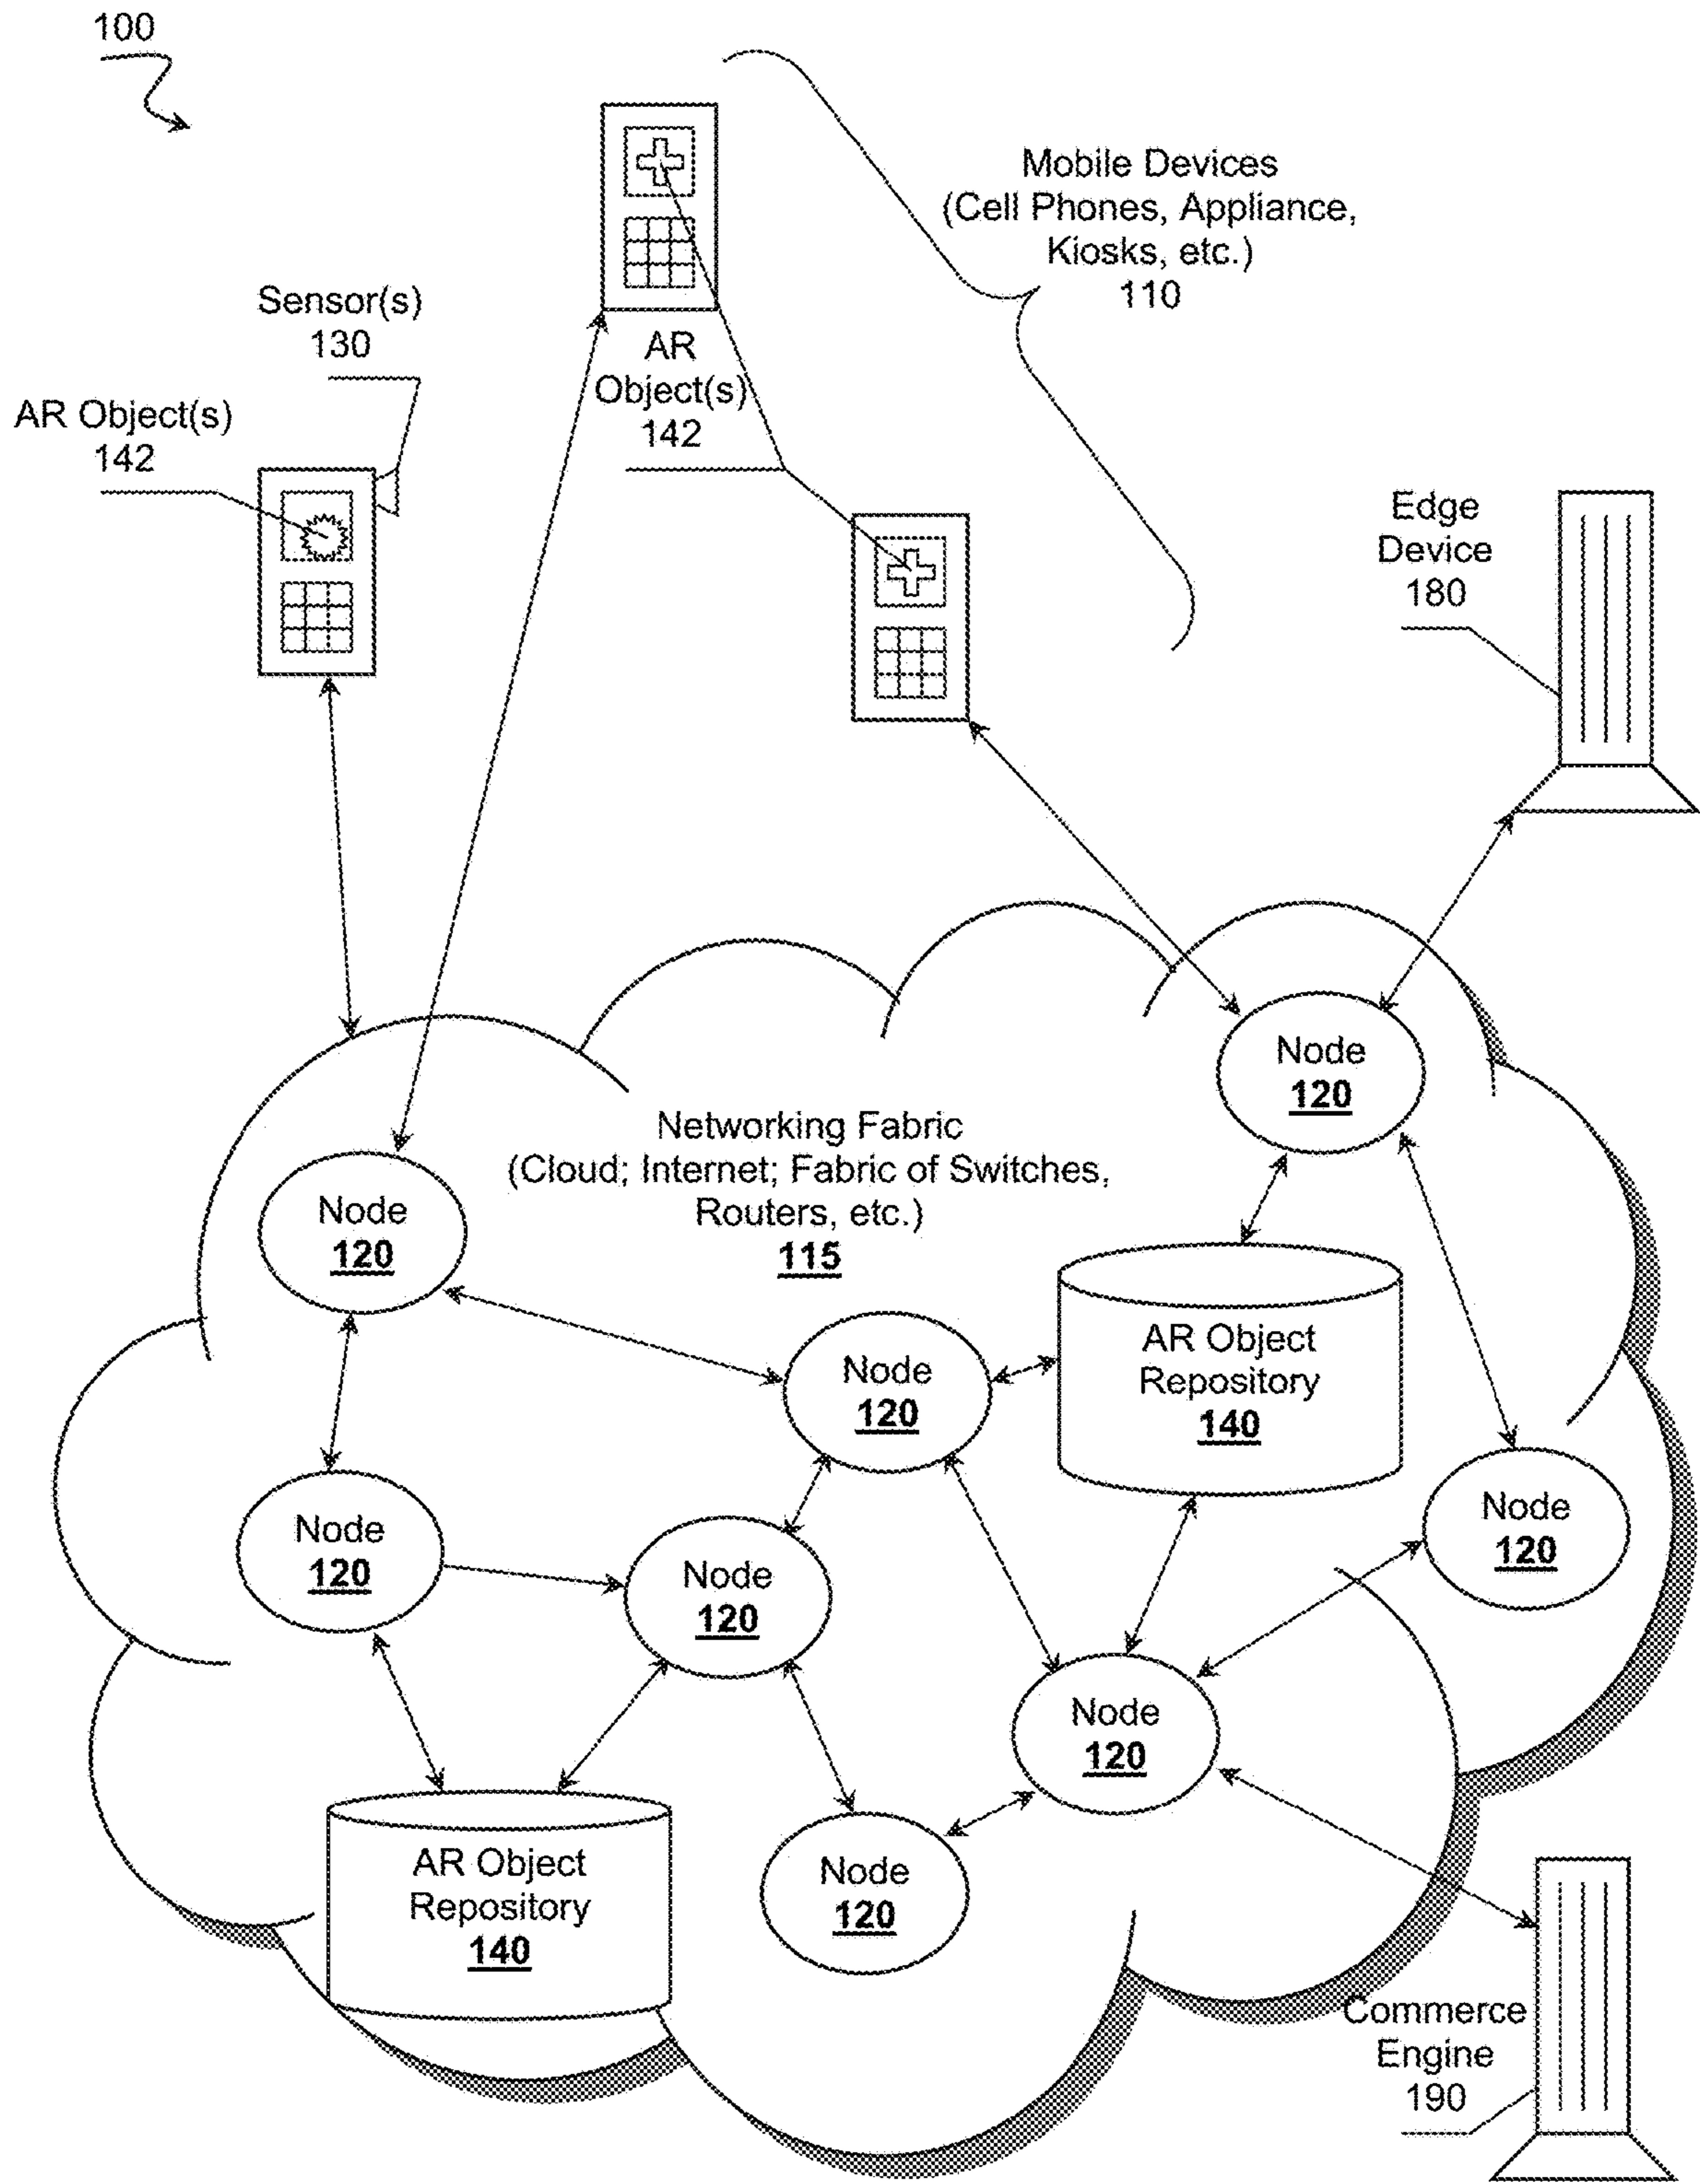 100
Mobile Devices
(Cell Phones, Appliance,
Kiosks, etc.)
110
Sensor(s)
130
AR Object(s)
142
AR
Object(s)
142
Edge
Device
180
Node
120
Networking Fabric
(Cloud; Internet; Fabric of Switches,
Routers, etc.)
115
Node
120
Node
120
AR Object
Repository
140
Node
120
Node
120
Node
120
Node
120
AR Object
Repository
140
Node
120
Commerce
Engine
190